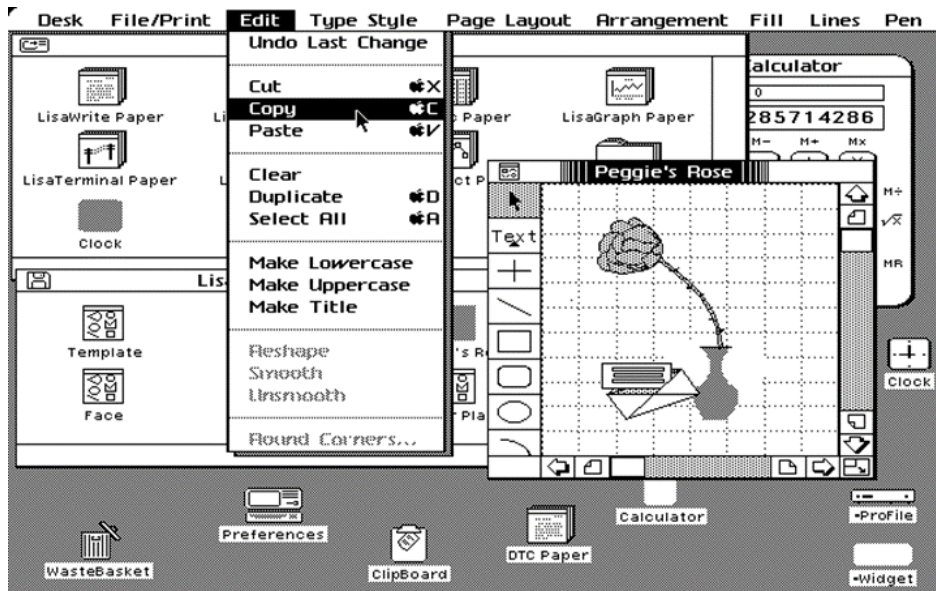 Desk File/Print Edit Type Style Page Layout Arrangement Fill Lines Pen
Undo Last Change
Cut X
Copy C
Paste V
Clear
Duplicate D
Select All A
Make Lowercase
Make Uppercase
Make Title
Reshape
Smooth
Unsmooth
Round Corners...
LisaWrite Paper
Paper
LisaGraph Paper
LisaTerminal Paper
Clock
Template
Face
Calculator
0
285714286
M- M+ Mx
M÷
√x
MR
Peggie's Rose
Text
Clock
Preferences
WasteBasket
ClipBoard
DTC Paper
Calculator
-ProFile
-Widget